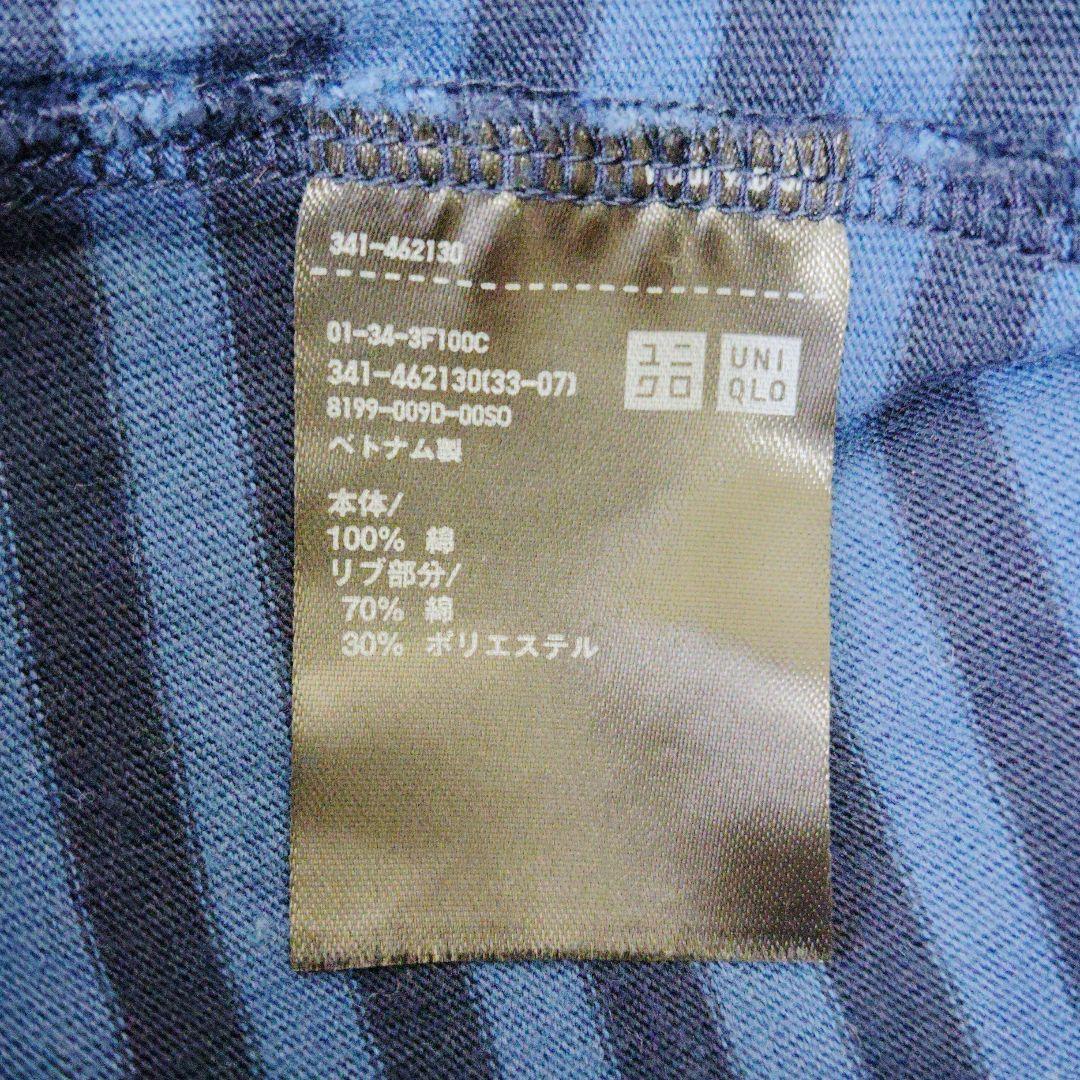 341-462130
01-34-3F100C
341-462130(33-07)
8199-009D-00SO
ベトナム製
ユニ
クロ
UNI
QLO
本体/
100% 綿
リブ部分/
70% 綿
30% ポリエステル